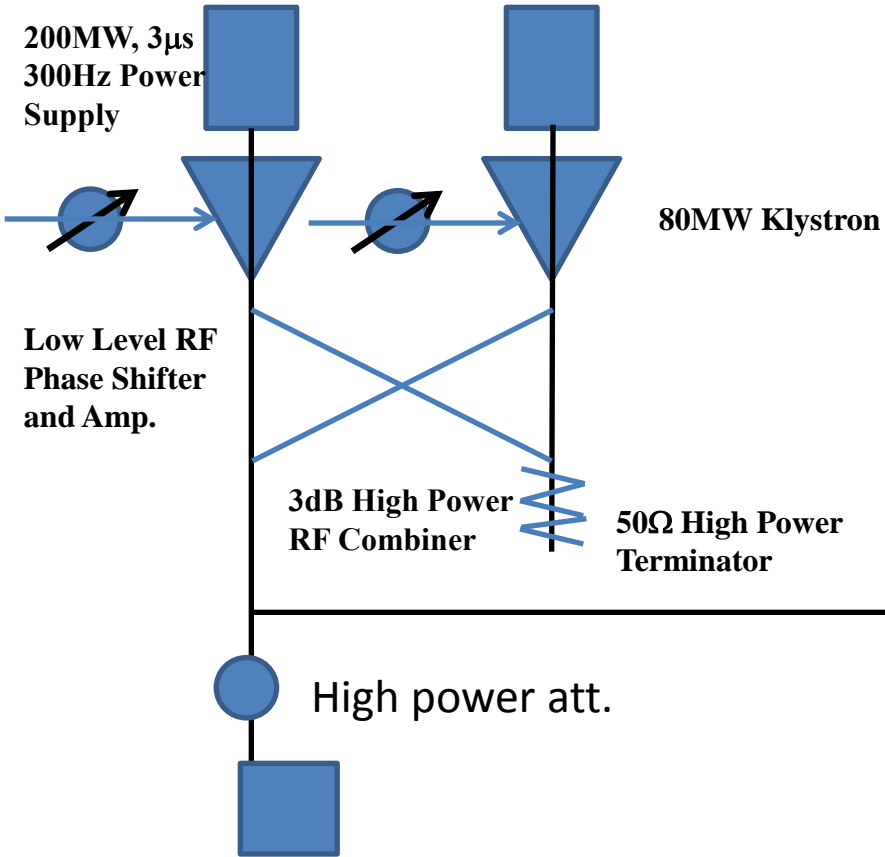 200MW, 3μs
300Hz Power
Supply
80MW Klystron
Low Level RF
Phase Shifter
and Amp.
3dB High Power
RF Combiner
50Ω High Power
Terminator
High power att.